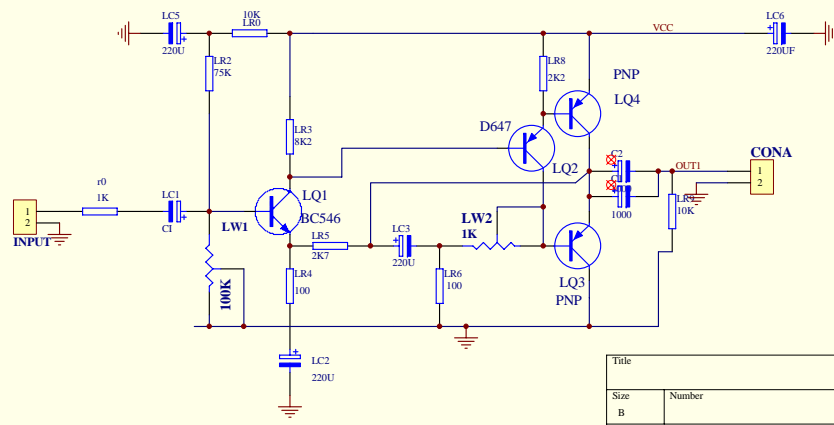 LC5
220U
10K
LR0
VCC
LC6
220UF
LR2
75K
LR8
2K2
PNP
LQ4
LR3
8K2
D647
LQ2
C2
OUT1
CONA
1
2
r0
1K
LC1
CI
LQ1
BC546
LW1
1000
LR9
10K
INPUT
1
2
LW2
1K
LC3
220U
LR5
2K7
LR4
100
LR6
100
100K
LQ3
PNP
LC2
220U
Title
Size
Number
B